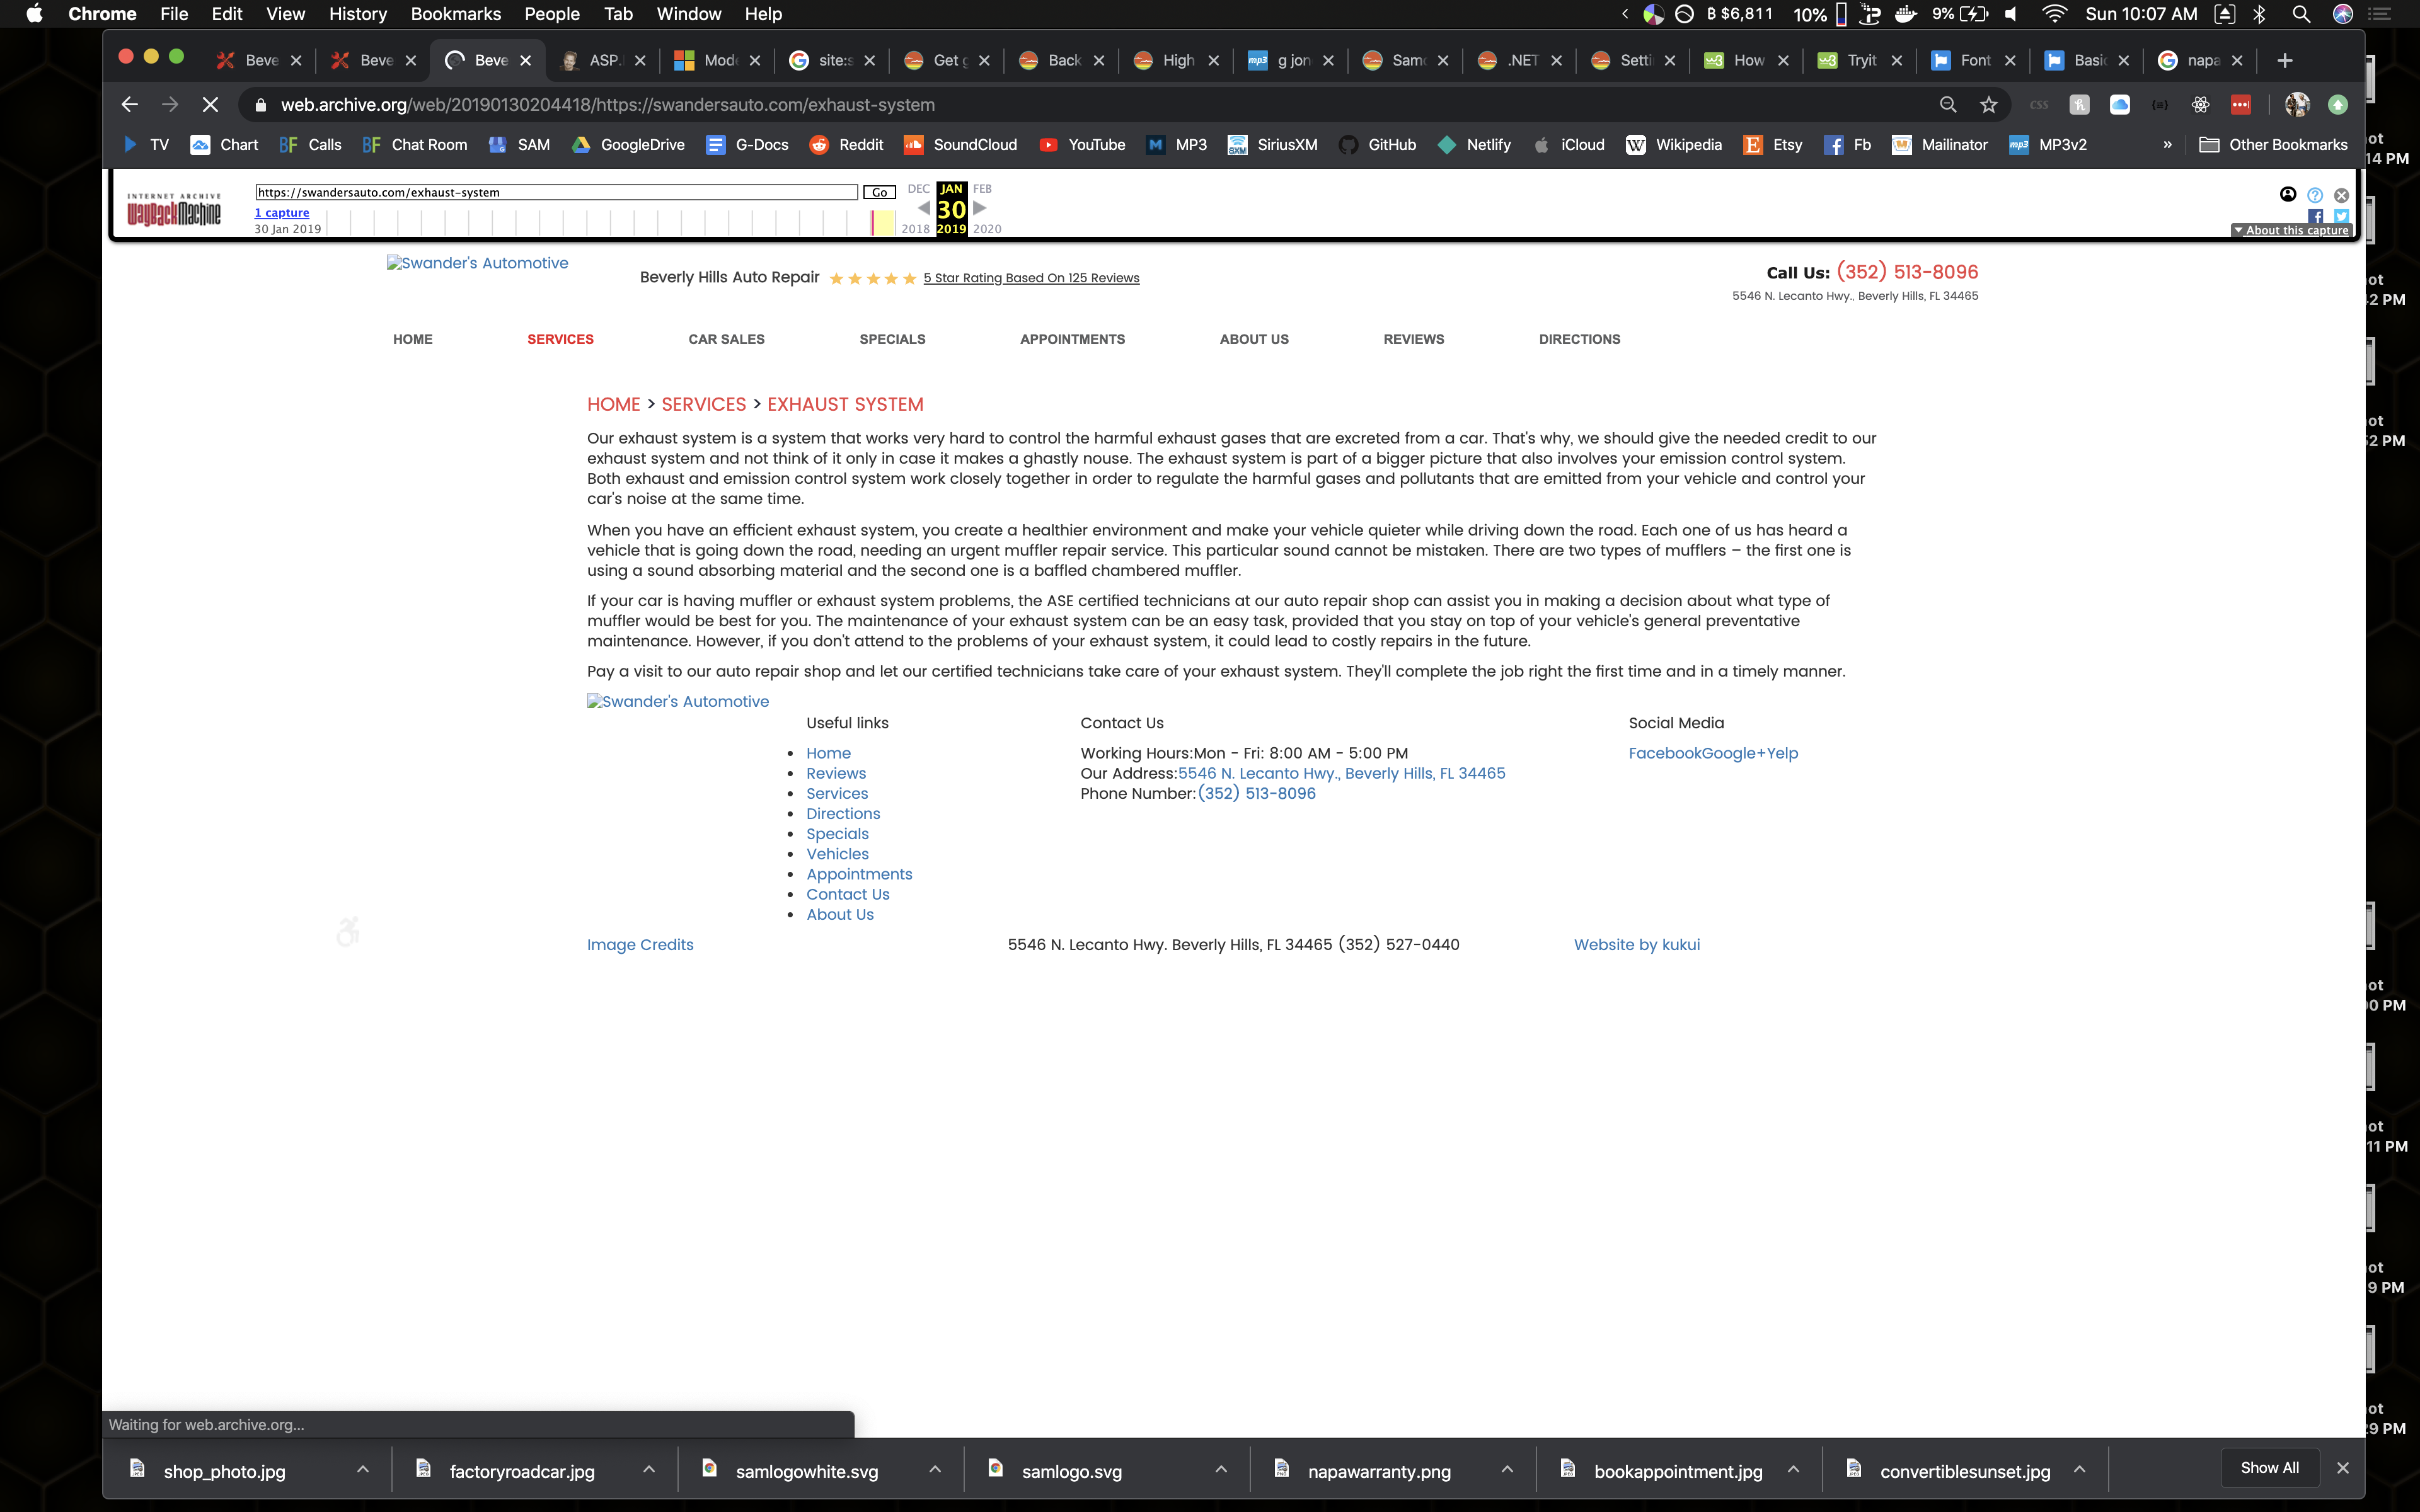 Chrome File Edit View History Bookmarks People Tab Window Help
฿ $6,811 10% 9% Sun 10:07 AM
Beve Beve Beve ASP. Mod site:s Get Back High g jon Sam .NET Setti How Tryit Font Basic napa
web.archive.org/web/20190130204418/https://swandersauto.com/exhaust-system
TV Chart BF Calls BF Chat Room SAM GoogleDrive G-Docs Reddit SoundCloud YouTube MP3 SiriusXM GitHub Netlify iCloud Wikipedia Etsy Fb Mailinator MP3v2 » Other Bookmarks
INTERNET ARCHIVE
WayBackMachine
https://swandersauto.com/exhaust-system Go
1 capture
30 Jan 2019
DEC JAN FEB
30
2018 2019 2020
About this capture
Swander's Automotive
Beverly Hills Auto Repair 5 Star Rating Based On 125 Reviews
Call Us: (352) 513-8096
5546 N. Lecanto Hwy., Beverly Hills, FL 34465
HOME SERVICES CAR SALES SPECIALS APPOINTMENTS ABOUT US REVIEWS DIRECTIONS
HOME > SERVICES > EXHAUST SYSTEM
Our exhaust system is a system that works very hard to control the harmful exhaust gases that are excreted from a car. That's why, we should give the needed credit to our
exhaust system and not think of it only in case it makes a ghastly nouse. The exhaust system is part of a bigger picture that also involves your emission control system.
Both exhaust and emission control system work closely together in order to regulate the harmful gases and pollutants that are emitted from your vehicle and control your
car's noise at the same time.
When you have an efficient exhaust system, you create a healthier environment and make your vehicle quieter while driving down the road. Each one of us has heard a
vehicle that is going down the road, needing an urgent muffler repair service. This particular sound cannot be mistaken. There are two types of mufflers – the first one is
using a sound absorbing material and the second one is a baffled chambered muffler.
If your car is having muffler or exhaust system problems, the ASE certified technicians at our auto repair shop can assist you in making a decision about what type of
muffler would be best for you. The maintenance of your exhaust system can be an easy task, provided that you stay on top of your vehicle's general preventative
maintenance. However, if you don't attend to the problems of your exhaust system, it could lead to costly repairs in the future.
Pay a visit to our auto repair shop and let our certified technicians take care of your exhaust system. They'll complete the job right the first time and in a timely manner.
Swander's Automotive
Useful links
Home
Reviews
Services
Directions
Specials
Vehicles
Appointments
Contact Us
About Us
Contact Us
Working Hours:Mon - Fri: 8:00 AM - 5:00 PM
Our Address:5546 N. Lecanto Hwy., Beverly Hills, FL 34465
Phone Number:(352) 513-8096
Social Media
FacebookGoogle+Yelp
Image Credits
5546 N. Lecanto Hwy. Beverly Hills, FL 34465 (352) 527-0440
Website by kukui
Waiting for web.archive.org...
shop_photo.jpg factoryroadcar.jpg samlogowhite.svg samlogo.svg napawarranty.png bookappointment.jpg convertiblesunset.jpg Show All